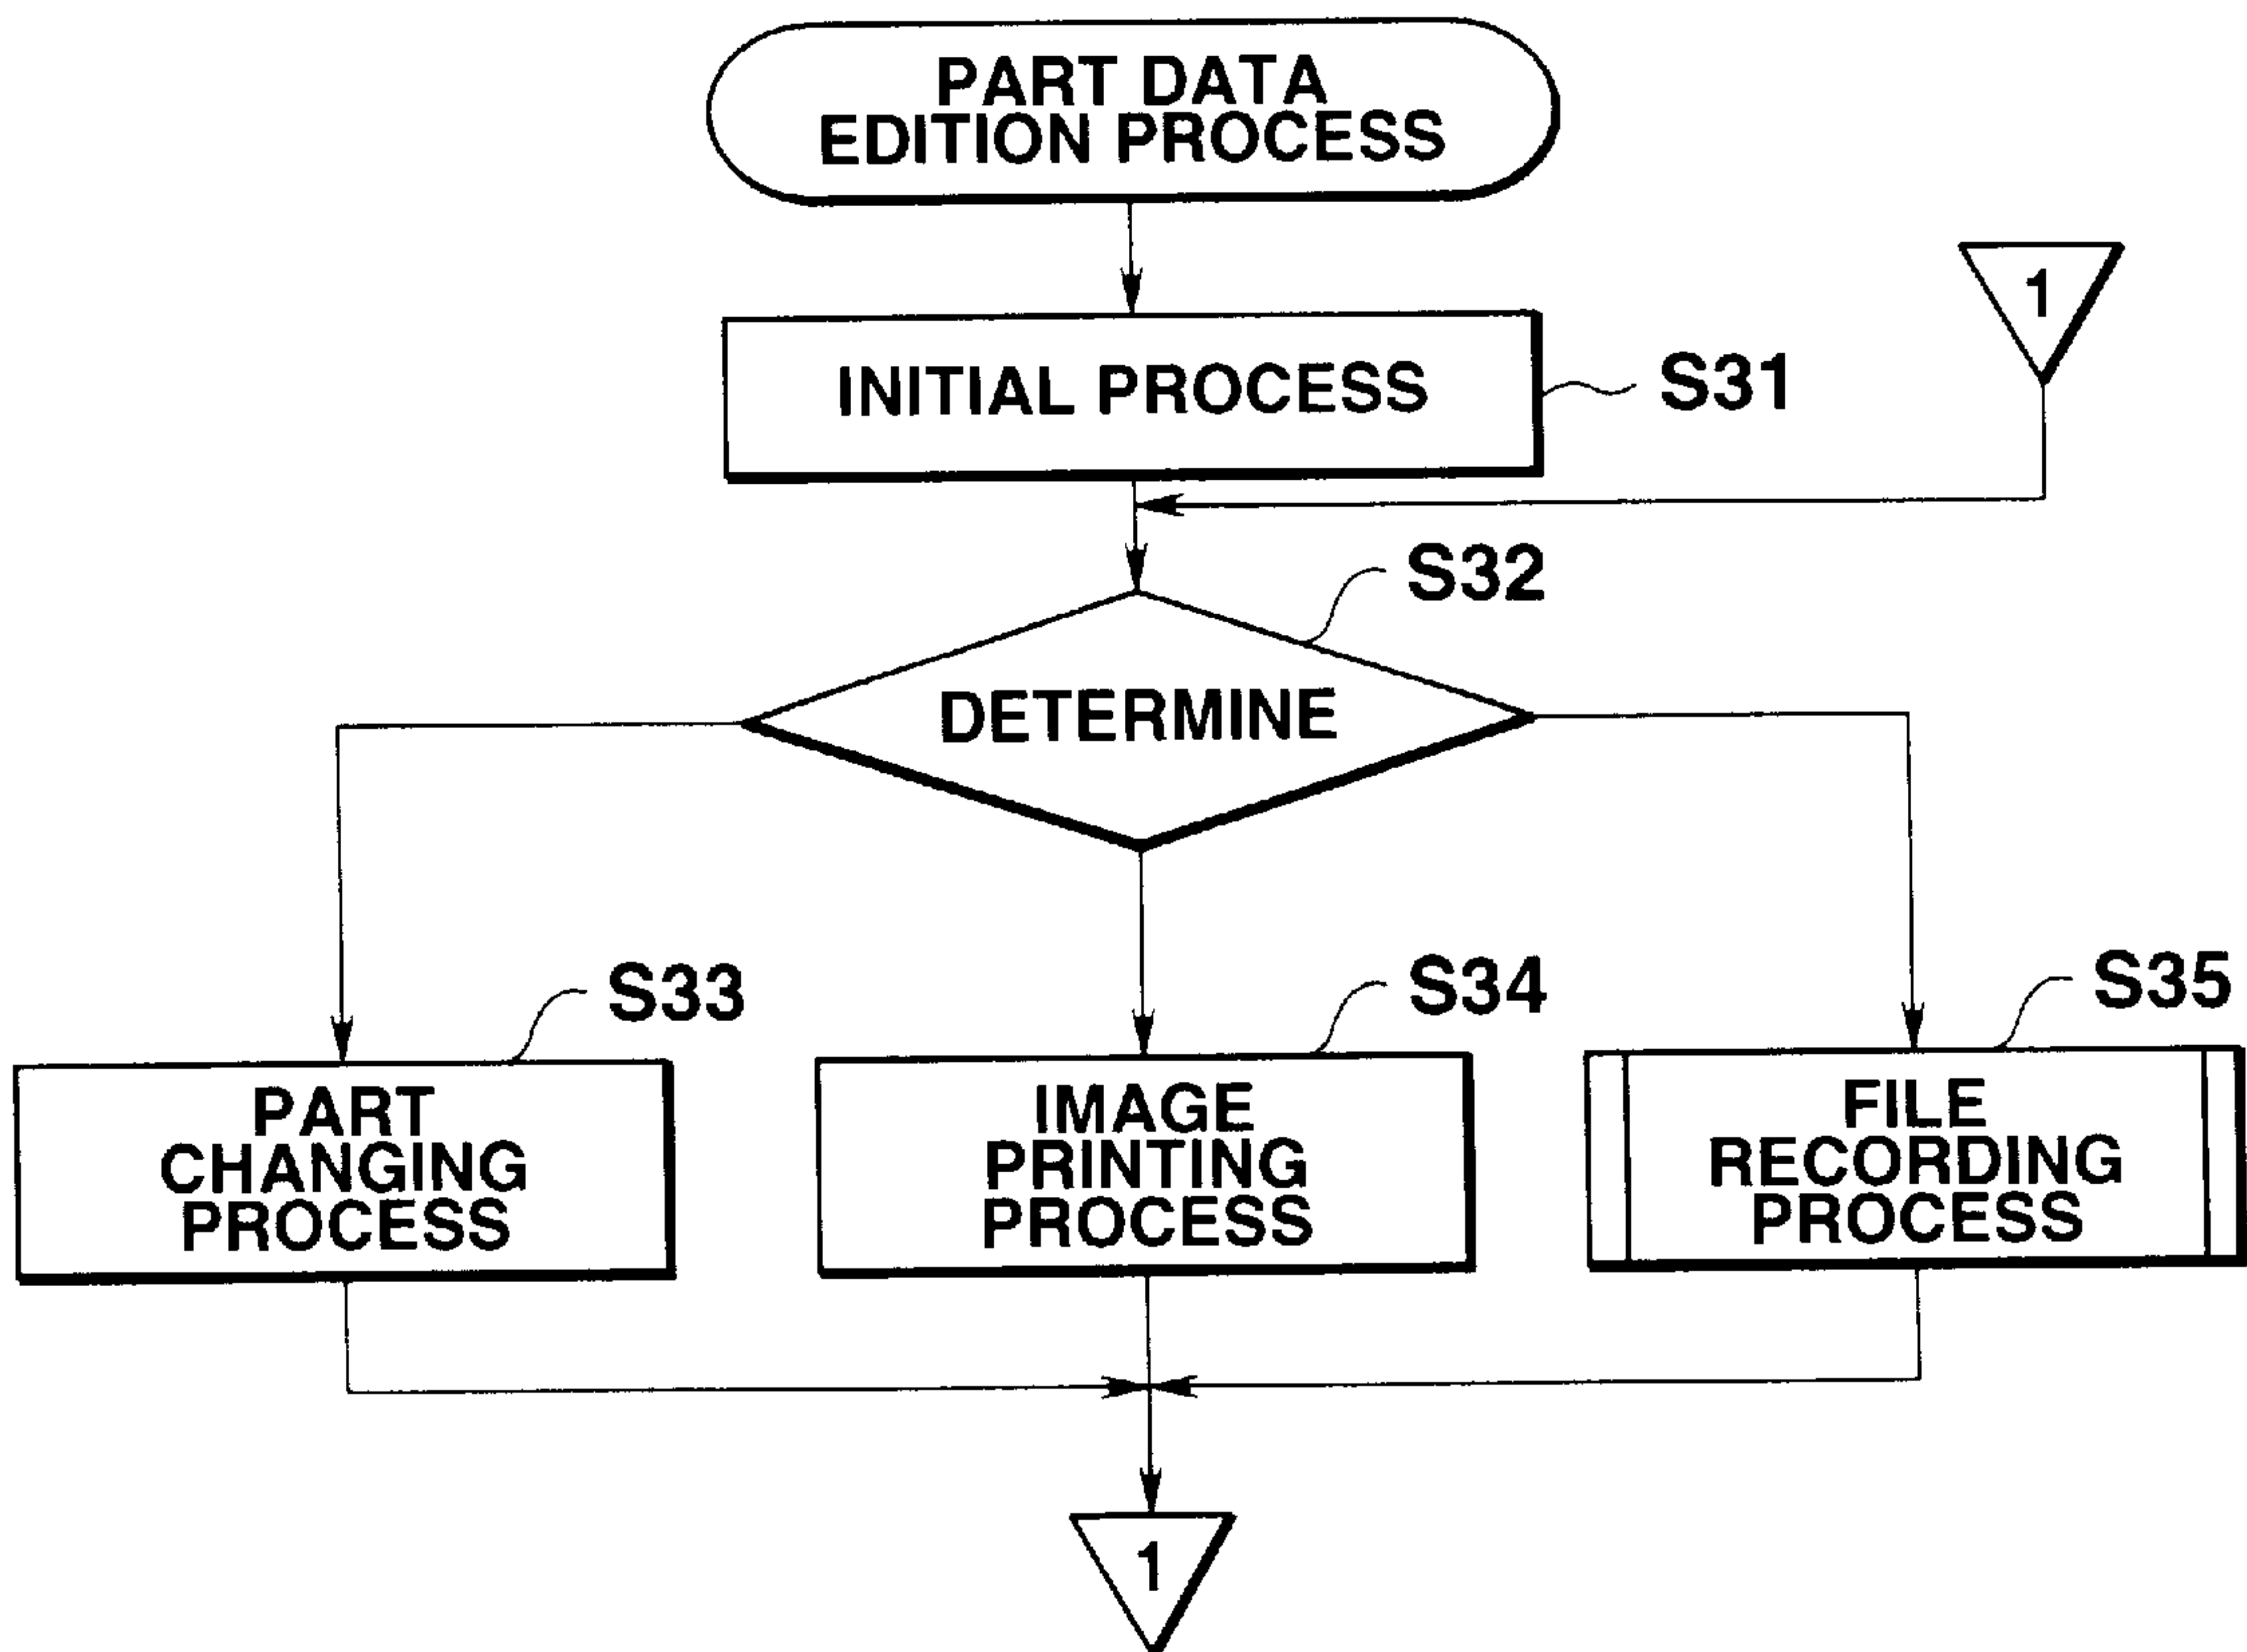 PART DATA
EDITION PROCESS
1
INITIAL PROCESS
S31
S32
DETERMINE
S33
S34
S35
PART
CHANGING
PROCESS
IMAGE
PRINTING
PROCESS
FILE
RECORDING
PROCESS
1